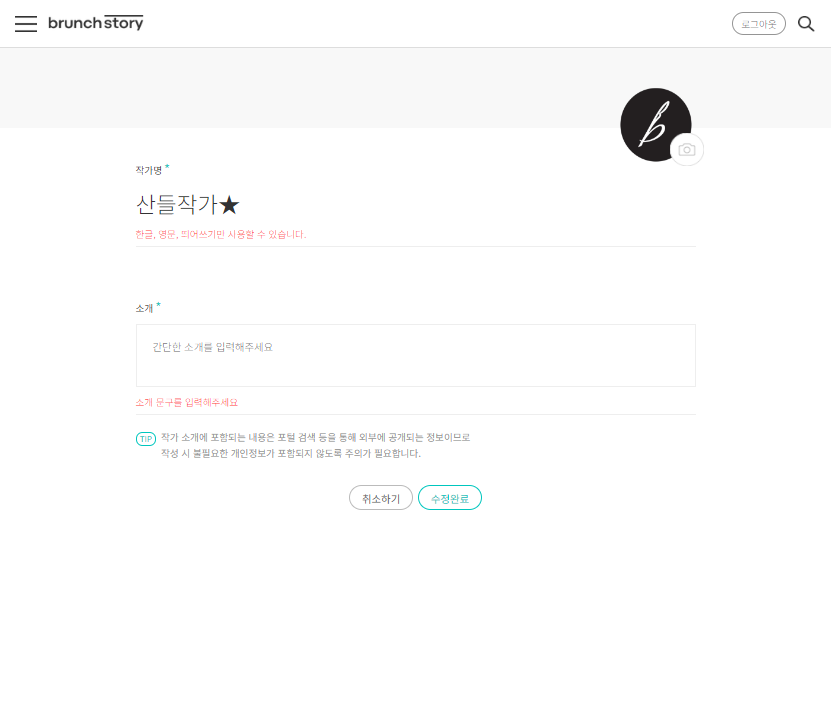 brunch story
로그아웃
작가명 *
산들작가★
한글, 영문, 띄어쓰기만 사용할 수 있습니다.
소개 *
간단한 소개를 입력해주세요
소개 문구를 입력해주세요
TIP 작가 소개에 포함되는 내용은 포털 검색 등을 통해 외부에 공개되는 정보이므로
작성 시 불필요한 개인정보가 포함되지 않도록 주의가 필요합니다.
취소하기 수정완료